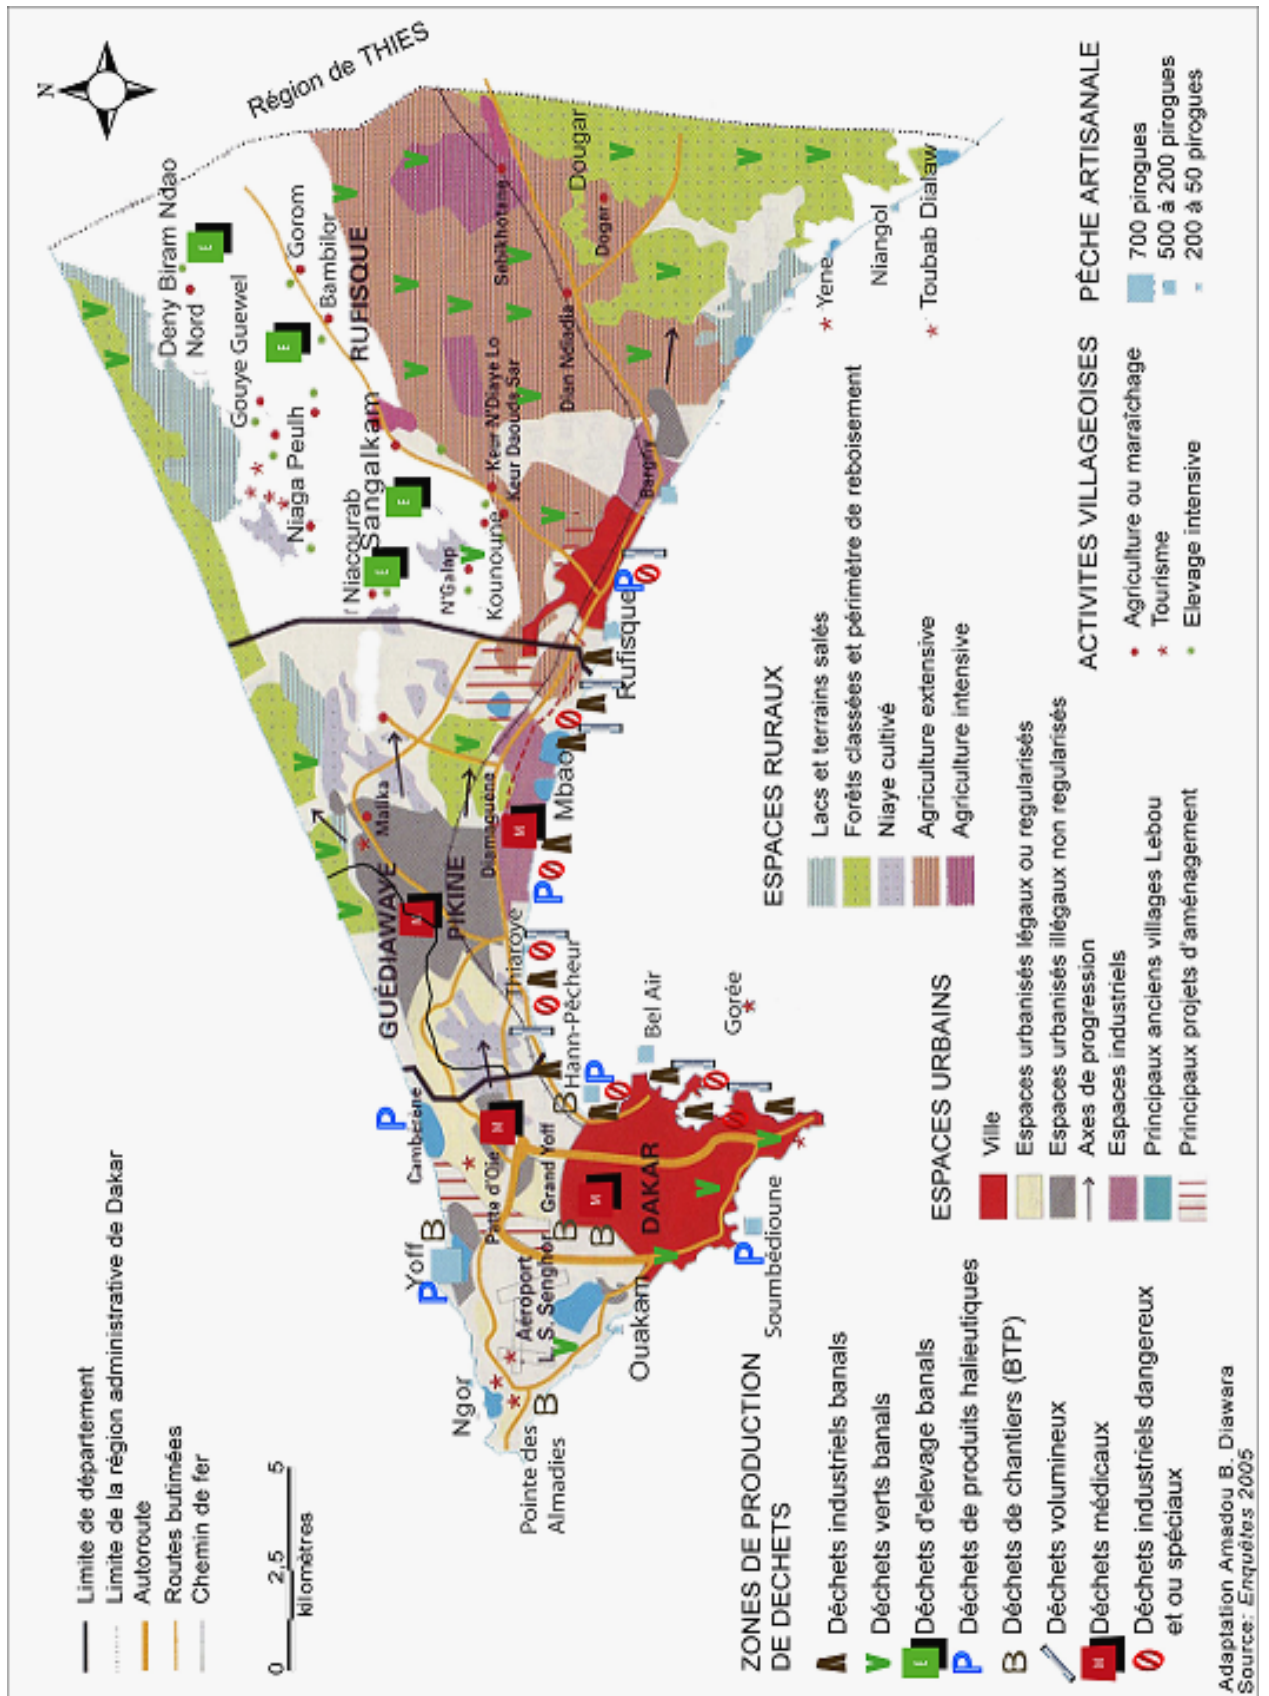 N
Région de THIES
Deny Biram Ndao
Nord
Gouye Guewel
Gorom
Bambilor
Niaga Peulh
RUFISQUE
Sangalkam
Niacourab
N'Galap
Kounoune
Keur N'Diaye Lo
Keur Daouda Sar
Sebikhotane
Dougar
Dogar
Dian Ndiadia
Bargny
Yene
Niangol
Toubab Dialaw
Rufisque
Malika
GUÉDIAWAYE
PIKINE
Diamaguène
Mbao
Thiaroye
Hann-Pêcheur
Bel Air
Gorée
Cambérène
Patte d'Oie
Grand Yoff
DAKAR
Yoff
Aéroport
L. S. Senghor
Ouakam
Soumbédioune
Ngor
Pointe des
Almadies
B
B
B
B
B
P
P
P
P
P
P
M
M
M
M
E
E
E
E
Limite de département
Limite de la région administrative de Dakar
Autoroute
Routes butimées
Chemin de fer
0 2,5 5
kilomètres
ZONES DE PRODUCTION
DE DECHETS
Déchets industriels banals
V Déchets verts banals
E Déchets d'elevage banals
P Déchets de produits halieutiques
B Déchets de chantiers (BTP)
Déchets volumineux
M Déchets médicaux
Déchets industriels dangereux
et ou spéciaux
ESPACES URBAINS
Ville
Espaces urbanisés légaux ou regularisés
Espaces urbanisés illégaux non regularisés
Axes de progression
Espaces industriels
Principaux anciens villages Lebou
Principaux projets d'aménagement
ESPACES RURAUX
Lacs et terrains salés
Forêts classées et périmètre de reboisement
Niaye cultivé
Agriculture extensive
Agriculture intensive
ACTIVITES VILLAGEOISES
Agriculture ou maraîchage
Tourisme
Elevage intensive
PÊCHE ARTISANALE
700 pirogues
500 à 200 pirogues
200 à 50 pirogues
Adaptation Amadou B. Diawara
Source: Enquêtes 2005